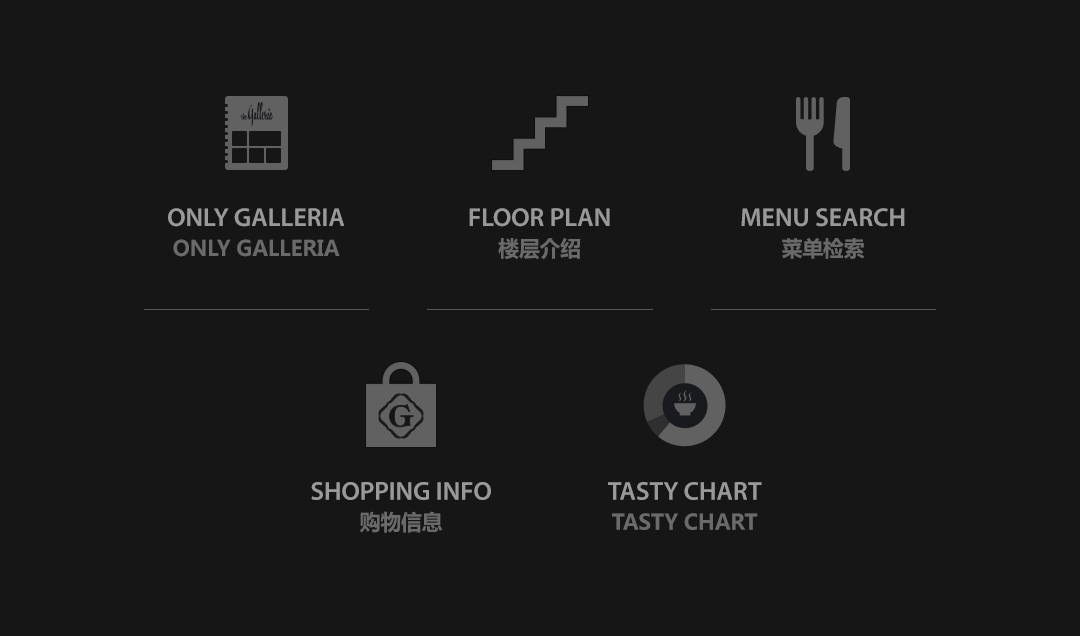 the Galleria
ONLY GALLERIA
ONLY GALLERIA
FLOOR PLAN
楼层介绍
MENU SEARCH
菜单检索
G
SHOPPING INFO
购物信息
TASTY CHART
TASTY CHART